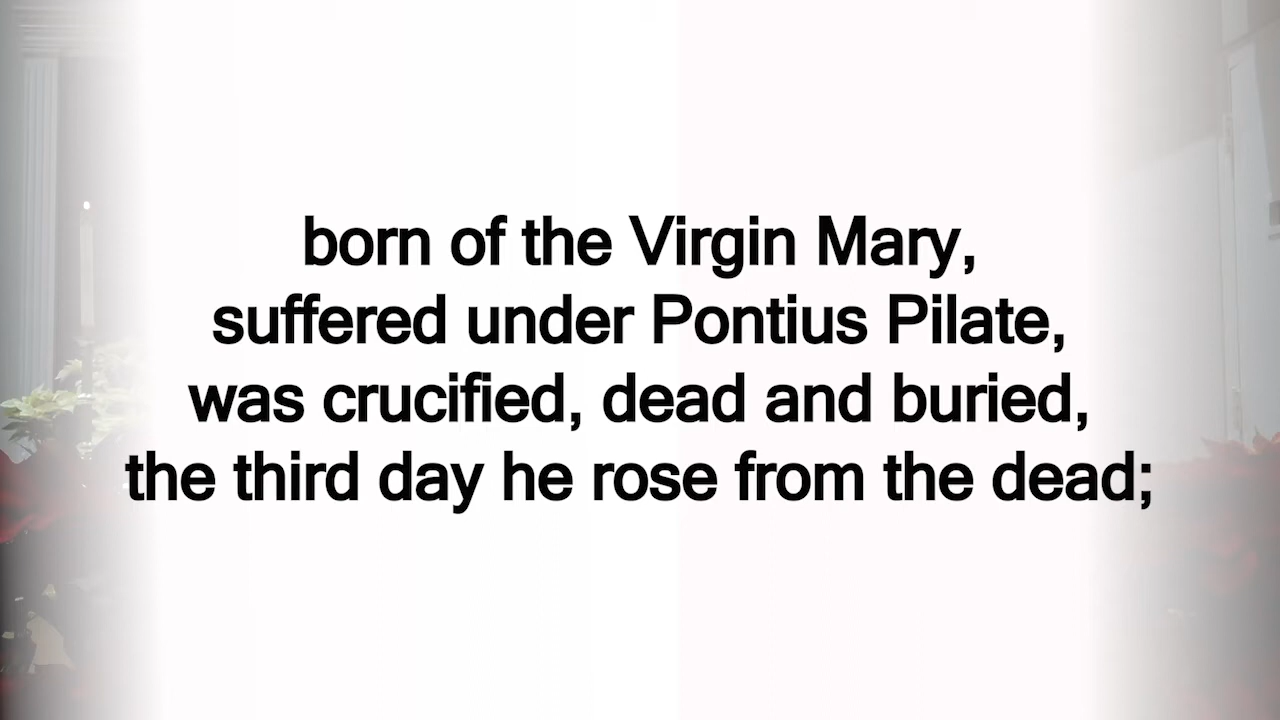 born of the Virgin Mary,
suffered under Pontius Pilate,
was crucified, dead and buried,
the third day he rose from the dead;